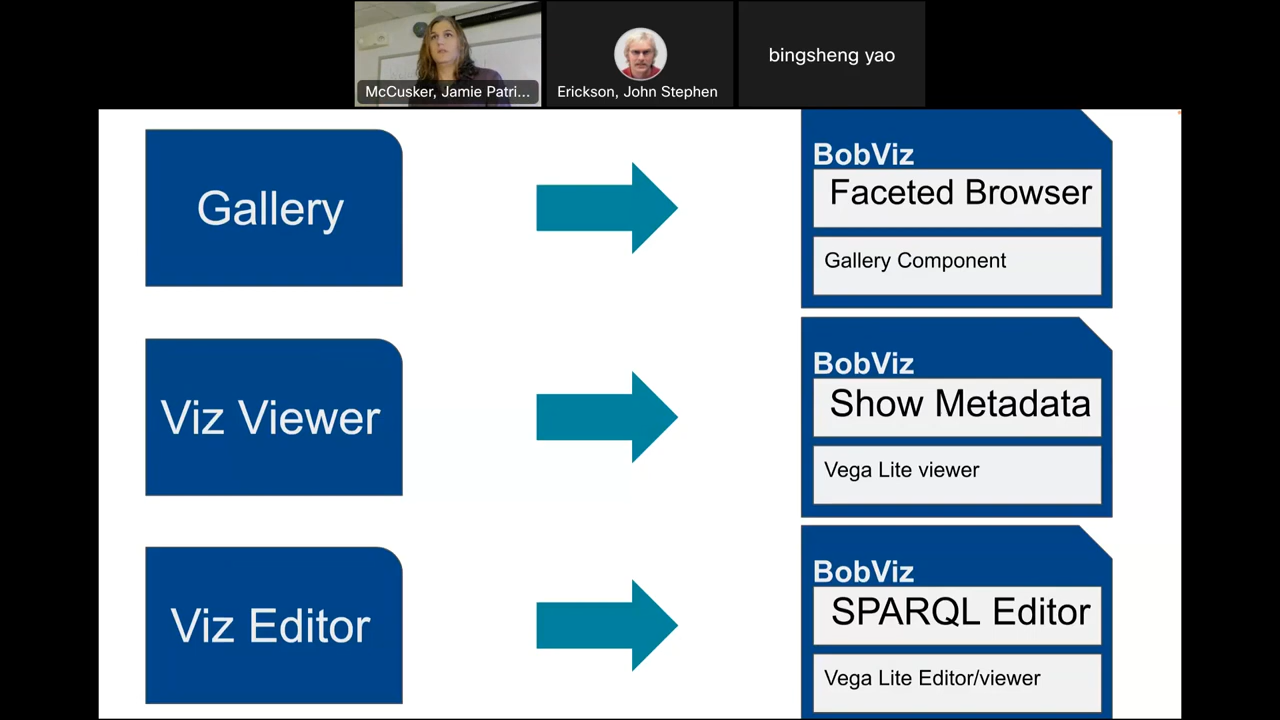 McCusker, Jamie Patri...
Erickson, John Stephen
bingsheng yao
Gallery
BobViz
Faceted Browser
Gallery Component
Viz Viewer
BobViz
Show Metadata
Vega Lite viewer
Viz Editor
BobViz
SPARQL Editor
Vega Lite Editor/viewer